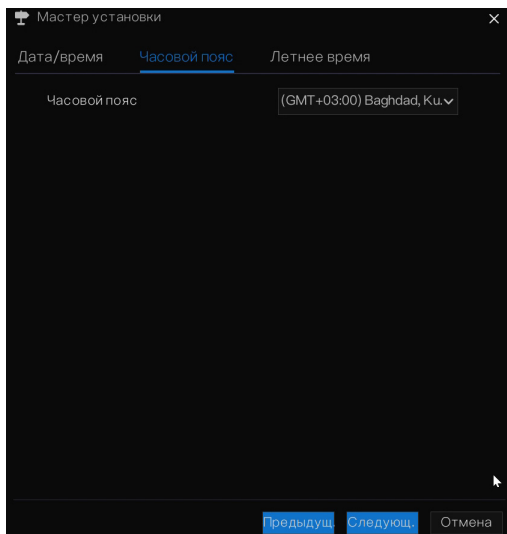 Мастер установки
Дата/время Часовой пояс Летнее время
Часовой пояс (GMT+03:00) Baghdad, Ku.
Предыдущ. Следующ. Отмена